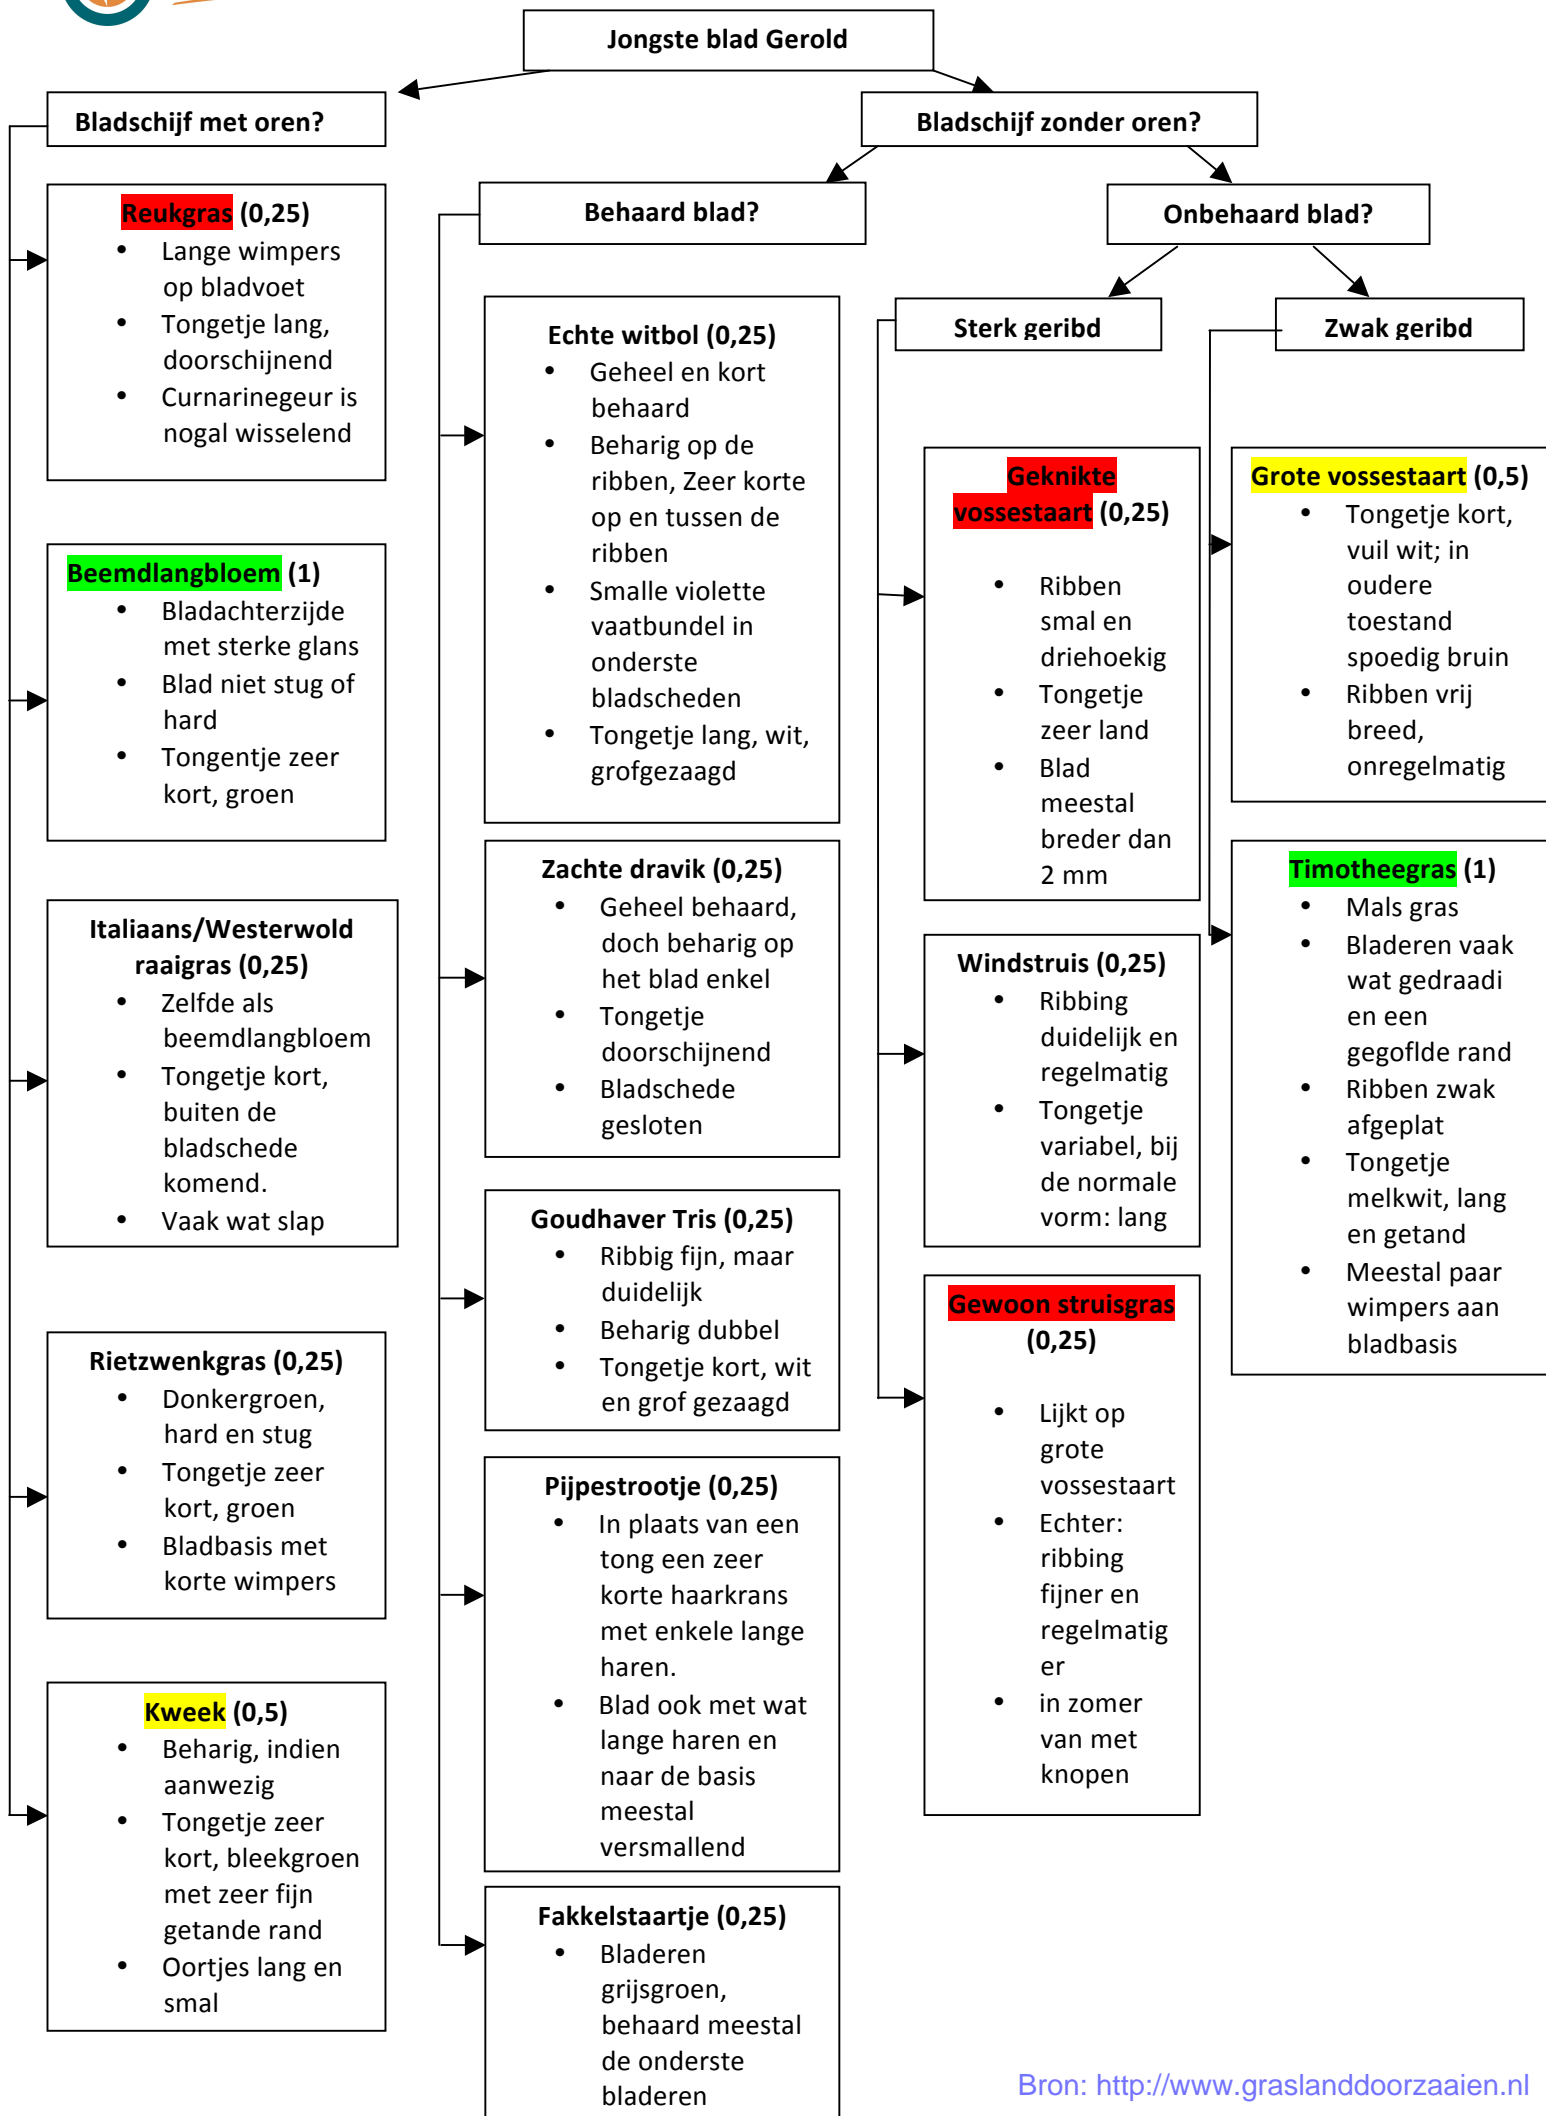 Jongste blad Gerold
Bladschijf met oren?
Bladschijf zonder oren?
Reukgras (0,25)
• Lange wimpers
op bladvoet
• Tongetje lang,
doorschijnend
• Curnarinegeur is
nogal wisselend
Beemdlangbloem (1)
• Bladachterzijde
met sterke glans
• Blad niet stug of
hard
• Tongentje zeer
kort, groen
Italiaans/Westerwold
raaigras (0,25)
• Zelfde als
beemdlangbloem
• Tongetje kort,
buiten de
bladschede
komend.
• Vaak wat slap
Rietzwenkgras (0,25)
• Donkergroen,
hard en stug
• Tongetje zeer
kort, groen
• Bladbasis met
korte wimpers
Kweek (0,5)
• Beharig, indien
aanwezig
• Tongetje zeer
kort, bleekgroen
met zeer fijn
getande rand
• Oortjes lang en
smal
Behaard blad?
Echte witbol (0,25)
• Geheel en kort
behaard
• Beharig op de
ribben, Zeer korte
op en tussen de
ribben
• Smalle violette
vaatbundel in
onderste
bladscheden
• Tongetje lang, wit,
grofgezaagd
Zachte dravik (0,25)
• Geheel behaard,
doch beharig op
het blad enkel
• Tongetje
doorschijnend
• Bladschede
gesloten
Goudhaver Tris (0,25)
• Ribbig fijn, maar
duidelijk
• Beharig dubbel
• Tongetje kort, wit
en grof gezaagd
Pijpestrootje (0,25)
• In plaats van een
tong een zeer
korte haarkrans
met enkele lange
haren.
• Blad ook met wat
lange haren en
naar de basis
meestal
versmallend
Fakkelstaartje (0,25)
• Bladeren
grijsgroen,
behaard meestal
de onderste
bladeren
Onbehaard blad?
Sterk geribd
Geknikte
vossestaart (0,25)
• Ribben
smal en
driehoekig
• Tongetje
zeer land
• Blad
meestal
breder dan
2 mm
Windstruis (0,25)
• Ribbing
duidelijk en
regelmatig
• Tongetje
variabel, bij
de normale
vorm: lang
Gewoon struisgras
(0,25)
• Lijkt op
grote
vossestaart
• Echter:
ribbing
fijner en
regelmatig
er
• in zomer
van met
knopen
Zwak geribd
Grote vossestaart (0,5)
• Tongetje kort,
vuil wit; in
oudere
toestand
spoedig bruin
• Ribben vrij
breed,
onregelmatig
Timotheegras (1)
• Mals gras
• Bladeren vaak
wat gedraadi
en een
gegoflde rand
• Ribben zwak
afgeplat
• Tongetje
melkwit, lang
en getand
• Meestal paar
wimpers aan
bladbasis
Bron: http://www.graslanddoorzaaien.nl